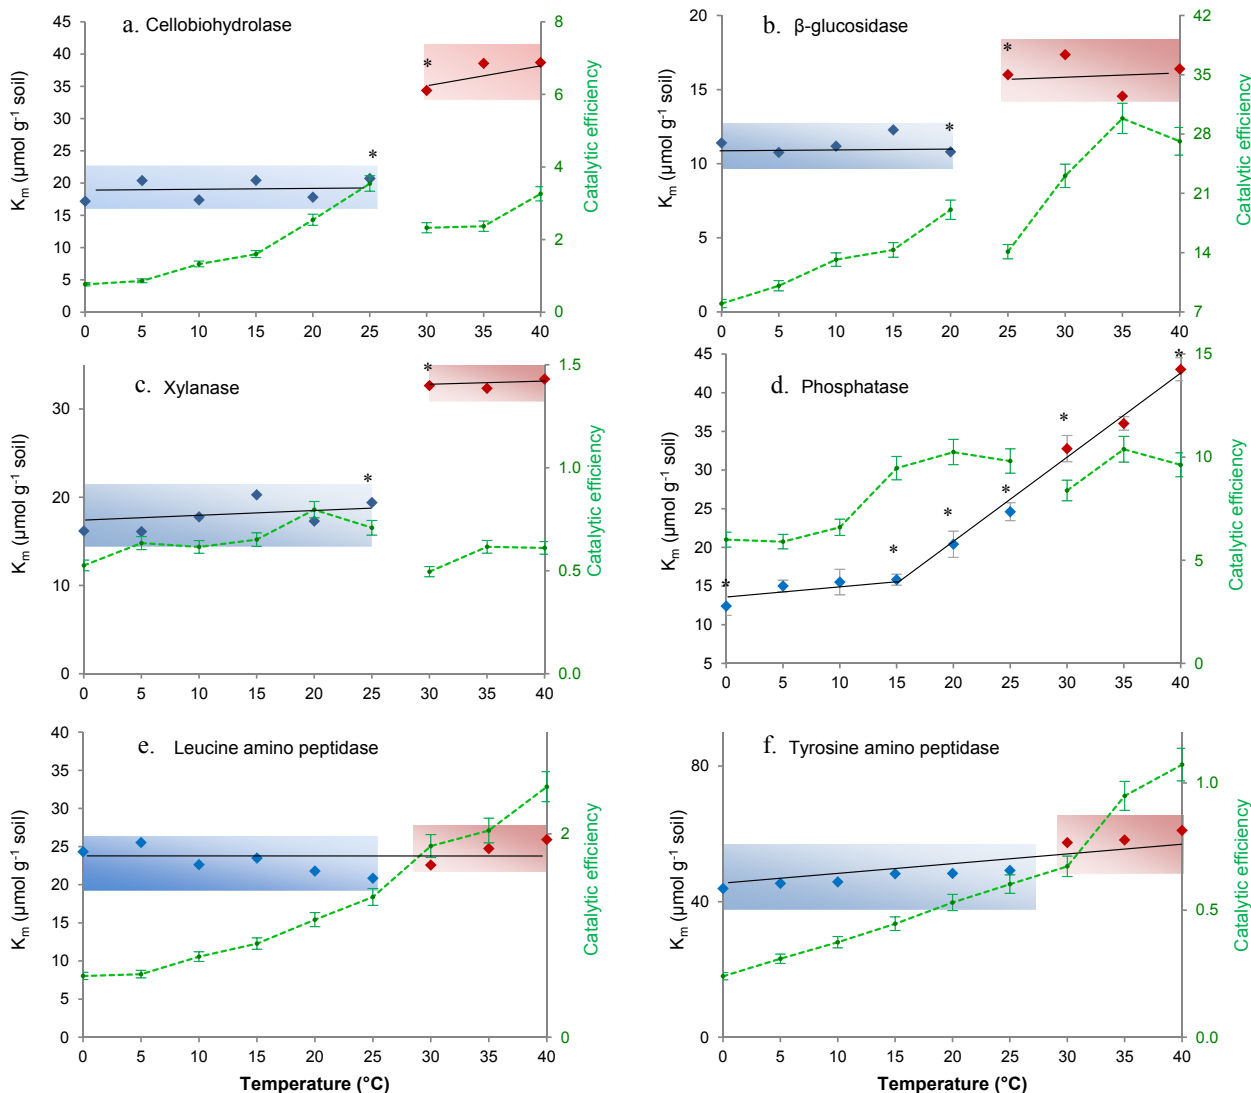 a. Cellobiohydrolase
45
40
35
30
25
20
15
10
5
0
Km (µmol g⁻¹ soil)
8
6
4
2
0
Catalytic efficiency
*
*
0 5 10 15 20 25 30 35 40
b. β-glucosidase
20
15
10
5
0
Km (µmol g⁻¹ soil)
42
35
28
21
14
7
Catalytic efficiency
*
*
0 5 10 15 20 25 30 35 40
c. Xylanase
30
20
10
0
Km (µmol g⁻¹ soil)
1.5
1.0
0.5
0.0
Catalytic efficiency
*
*
0 5 10 15 20 25 30 35 40
d. Phosphatase
45
40
35
30
25
20
15
10
5
Km (µmol g⁻¹ soil)
15
10
5
0
Catalytic efficiency
*
*
*
*
*
*
0 5 10 15 20 25 30 35 40
e. Leucine amino peptidase
40
35
30
25
20
15
10
5
0
Km (µmol g⁻¹ soil)
2
0
Catalytic efficiency
0 5 10 15 20 25 30 35 40
Temperature (°C)
f. Tyrosine amino peptidase
80
40
0
Km (µmol g⁻¹ soil)
1.0
0.5
0.0
Catalytic efficiency
0 5 10 15 20 25 30 35 40
Temperature (°C)